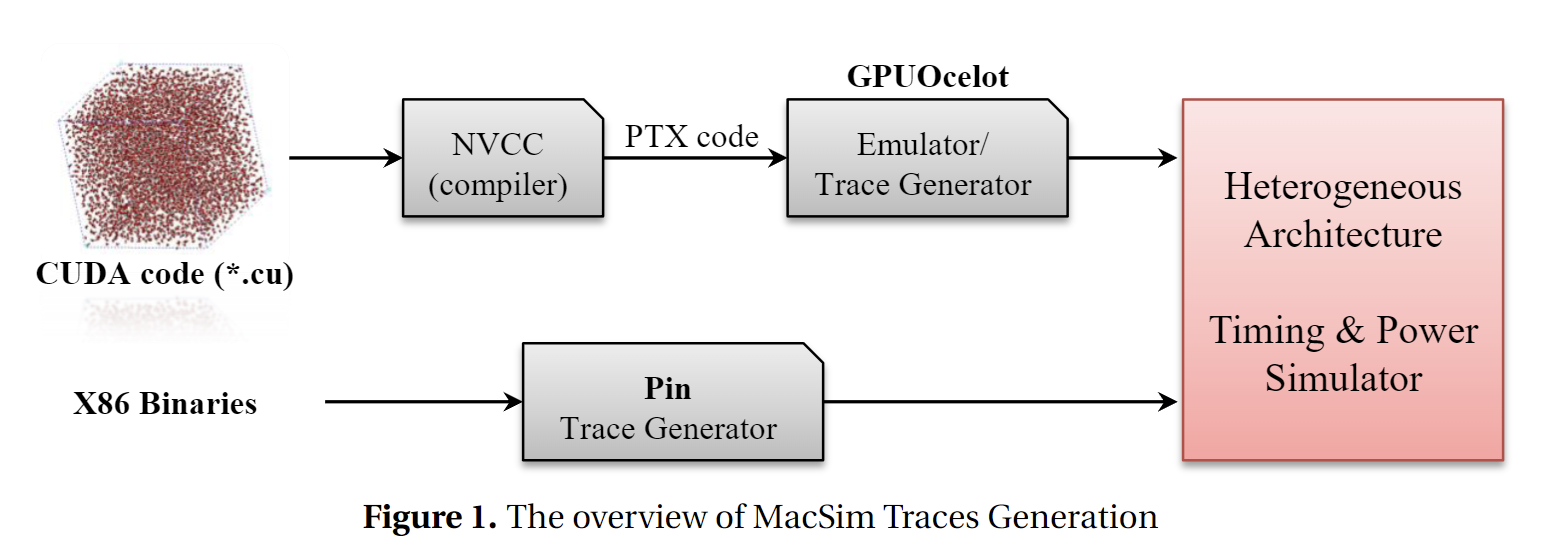 GPUOcelot
NVCC
(compiler)
PTX code
Emulator/
Trace Generator
CUDA code (*.cu)
Heterogeneous
Architecture
Timing & Power
Simulator
X86 Binaries
Pin
Trace Generator
Figure 1. The overview of MacSim Traces Generation